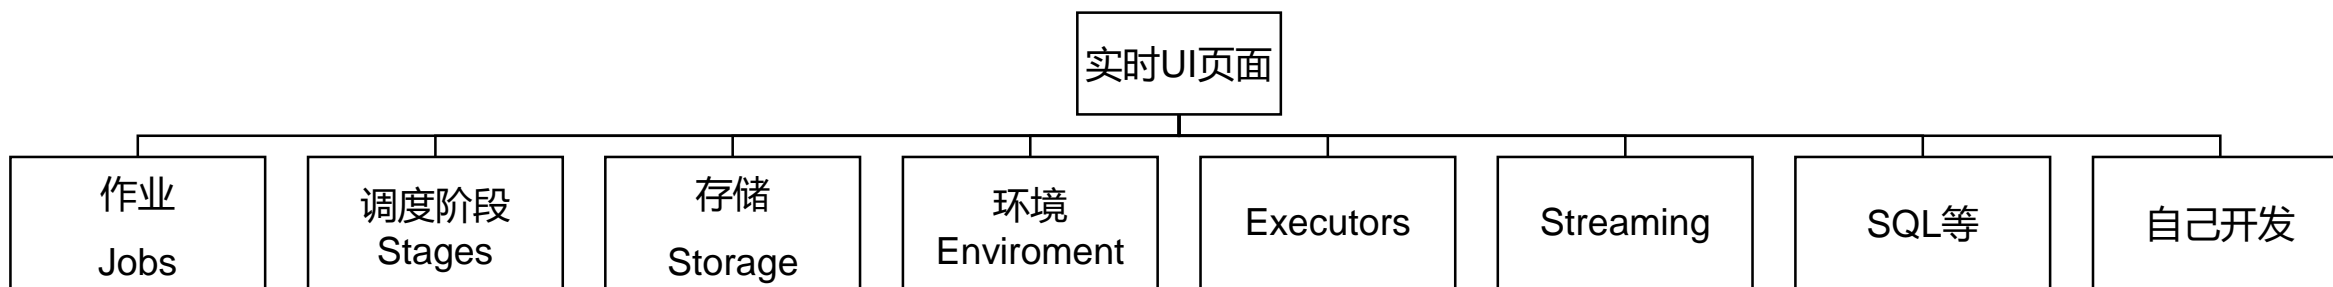 实时UI页面
作业
Jobs
调度阶段
Stages
存储
Storage
环境
Enviroment
Executors
Streaming
SQL等
自己开发